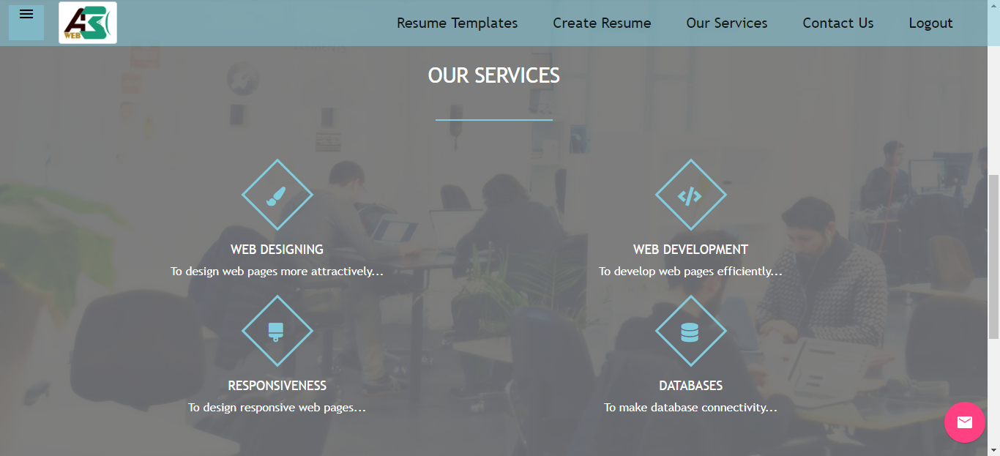 A3
WEB
Resume Templates Create Resume Our Services Contact Us Logout
OUR SERVICES
WEB DESIGNING
To design web pages more attractively...
WEB DEVELOPMENT
To develop web pages efficiently...
RESPONSIVENESS
To design responsive web pages...
DATABASES
To make database connectivity...